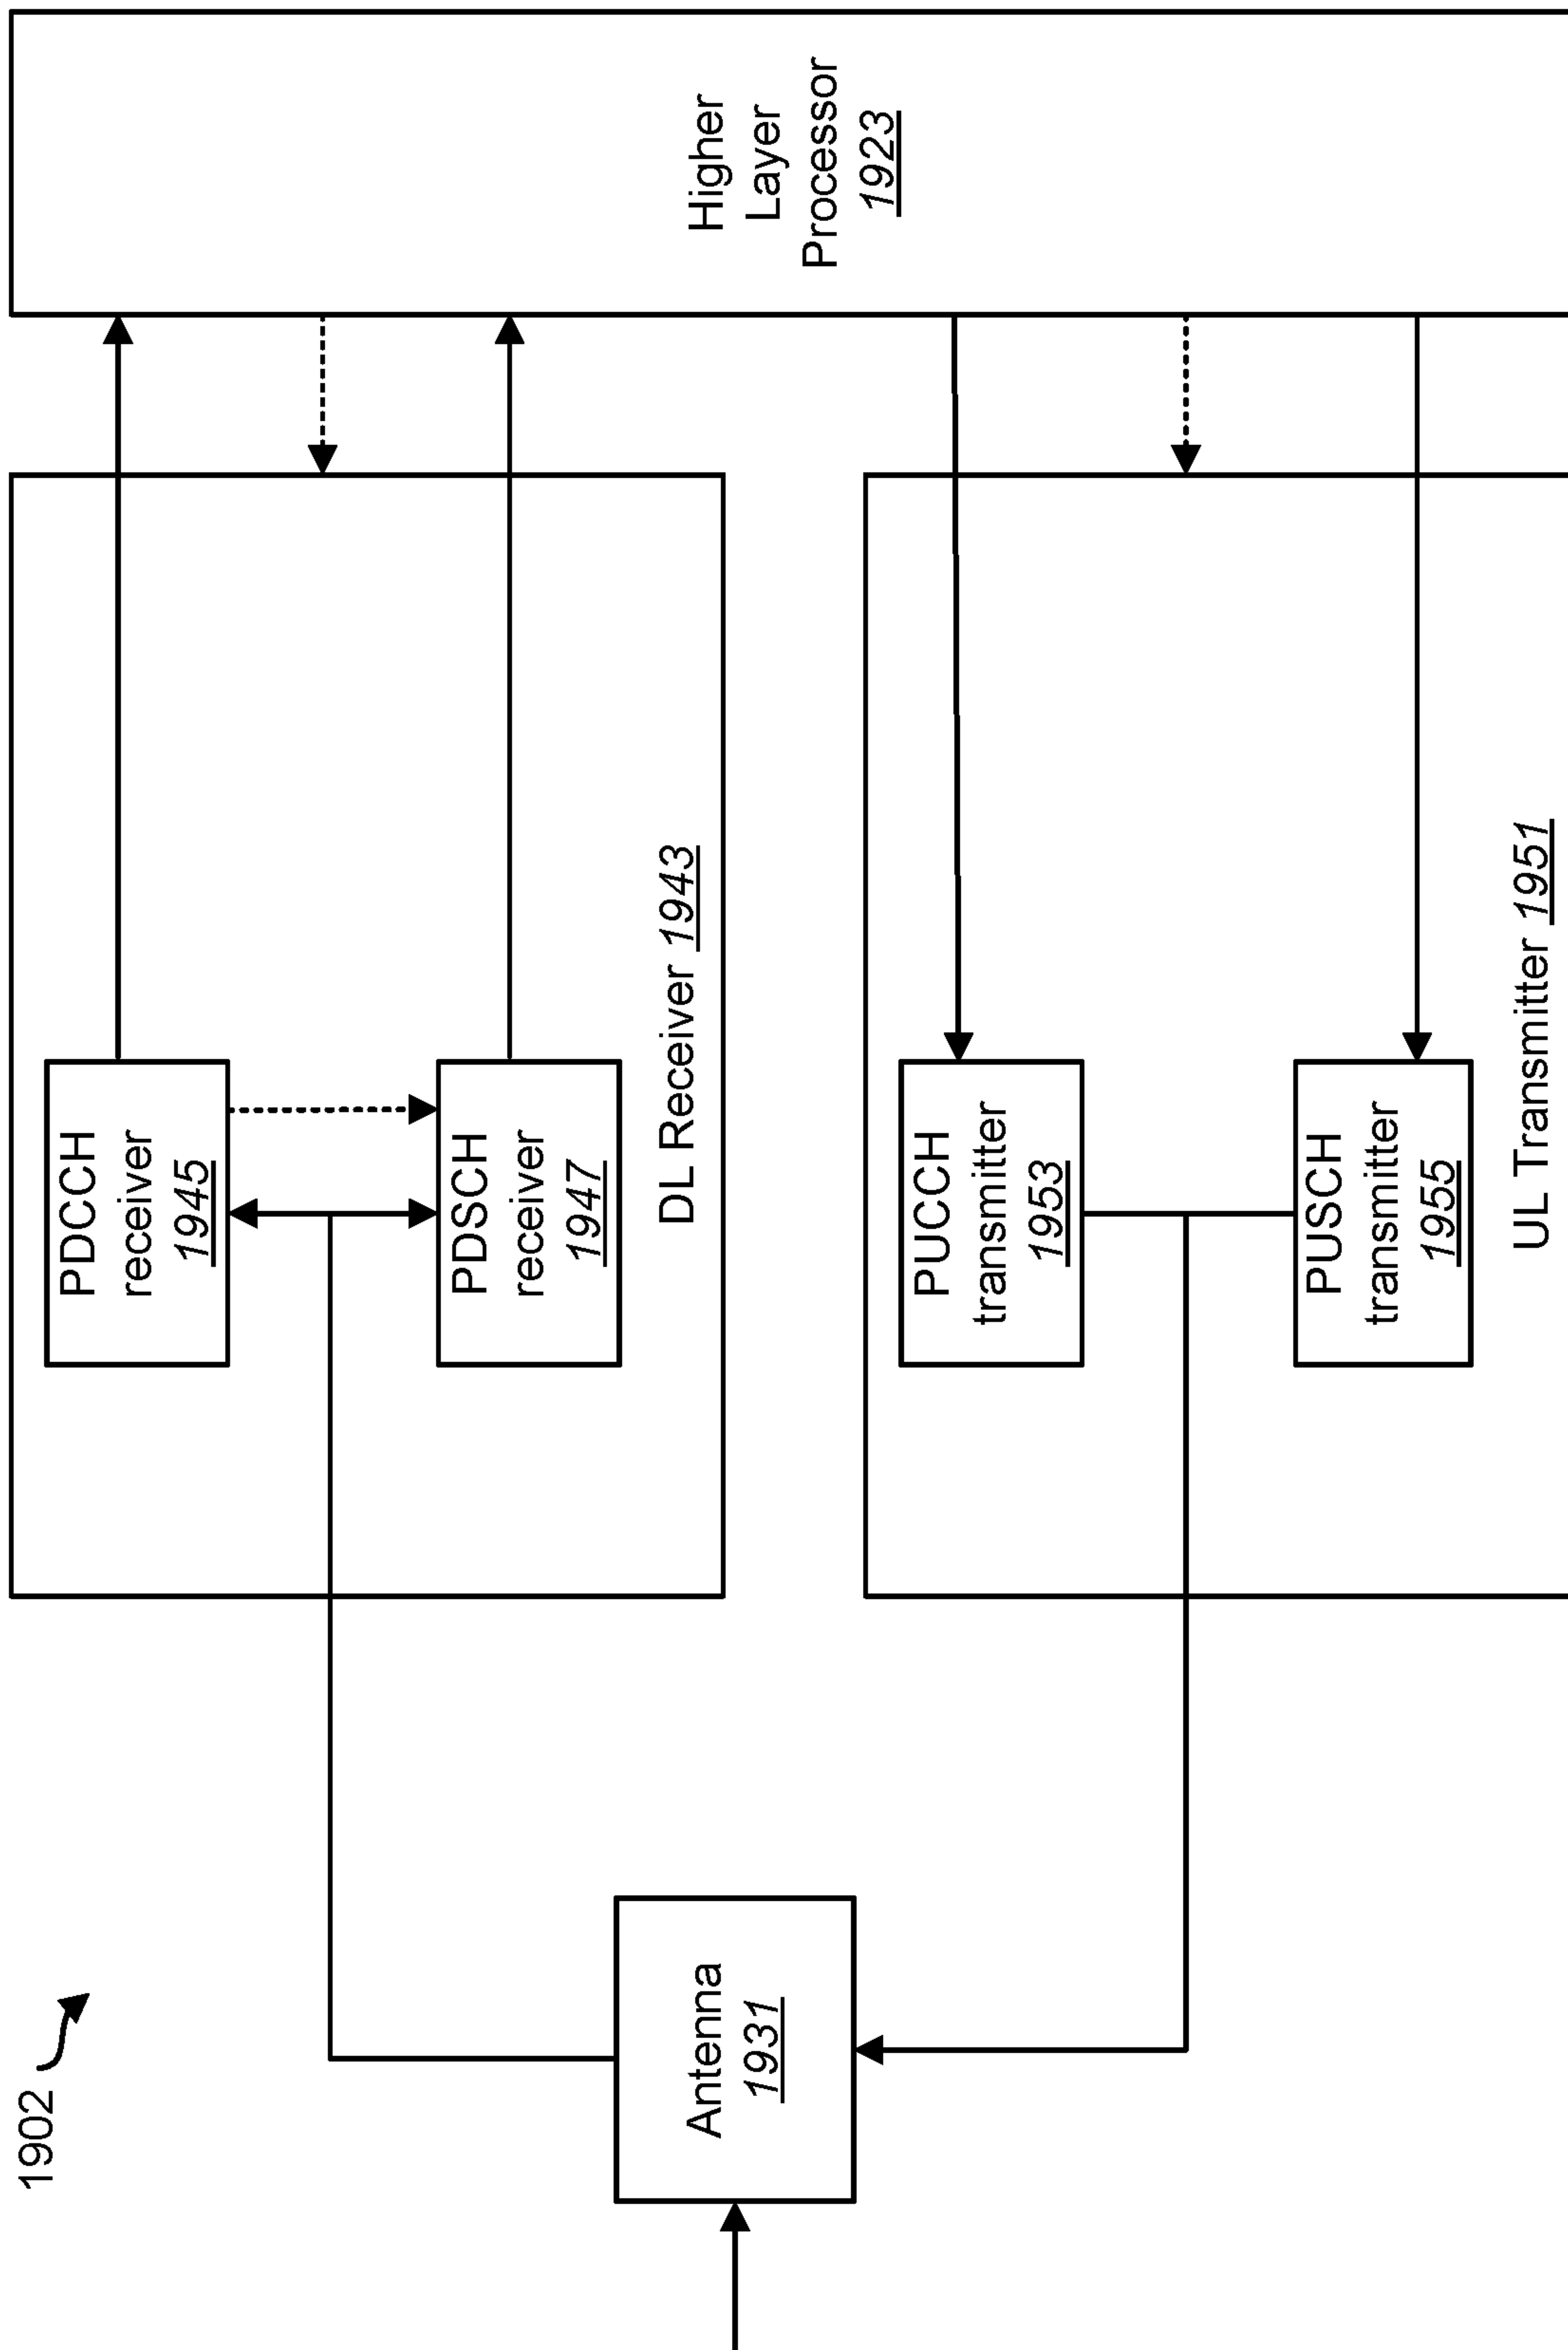 1902
Antenna
1931
PDCCH
receiver
1945
PDSCH
receiver
1947
DL Receiver 1943
PUCCH
transmitter
1953
PUSCH
transmitter
1955
UL Transmitter 1951
Higher
Layer
Processor
1923